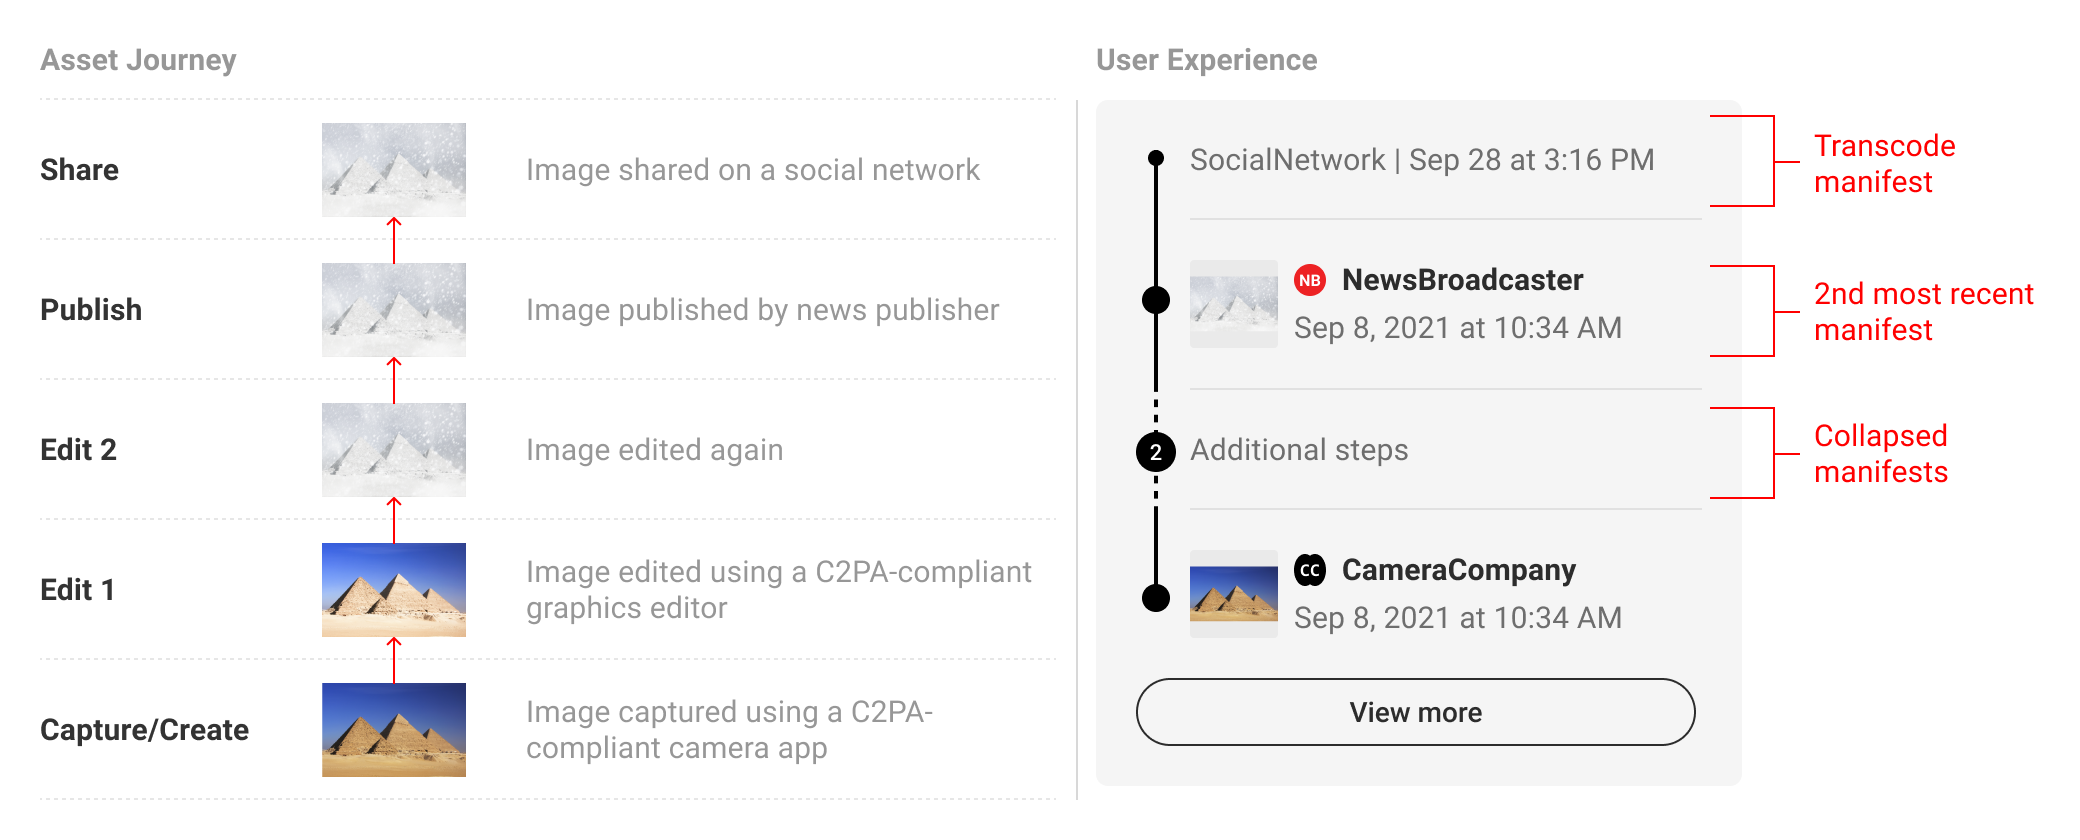 Asset Journey
Share
Image shared on a social network
Publish
Image published by news publisher
Edit 2
Image edited again
Edit 1
Image edited using a C2PA-compliant
graphics editor
Capture/Create
Image captured using a C2PA-
compliant camera app
User Experience
SocialNetwork | Sep 28 at 3:16 PM
Transcode
manifest
NB NewsBroadcaster
Sep 8, 2021 at 10:34 AM
2nd most recent
manifest
2 Additional steps
Collapsed
manifests
CC CameraCompany
Sep 8, 2021 at 10:34 AM
View more